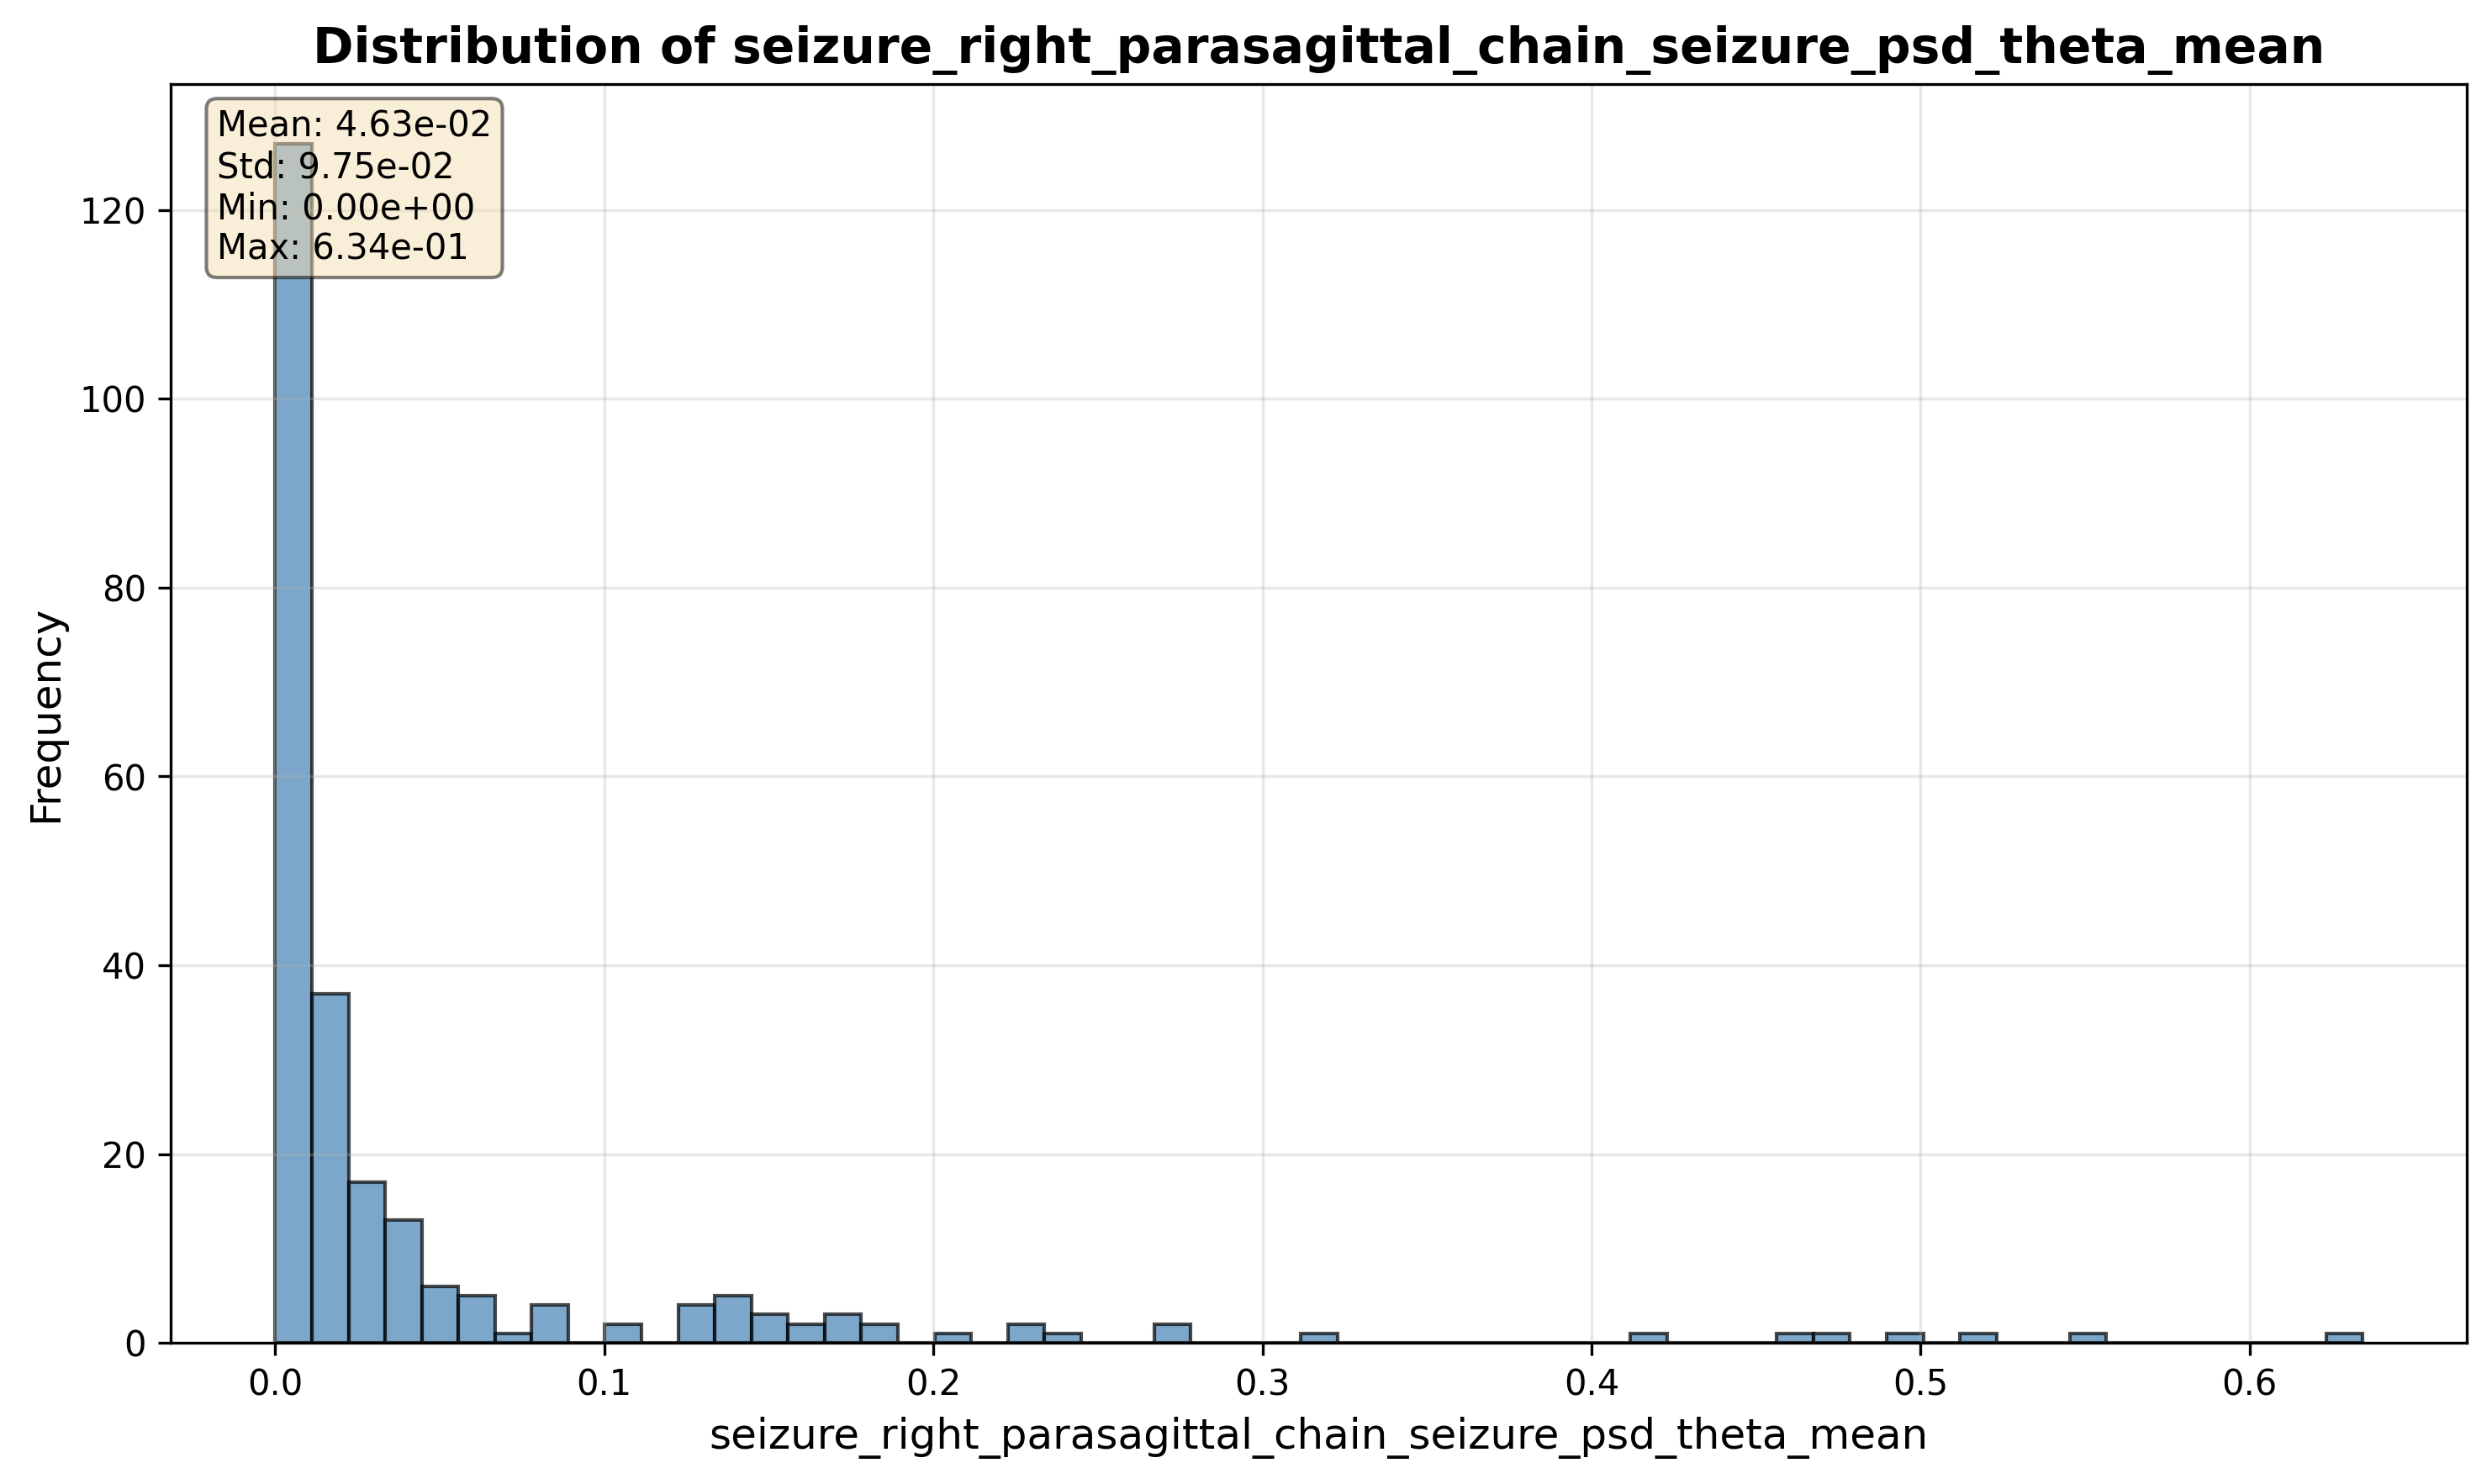 Distribution of seizure_right_parasagittal_chain_seizure_psd_theta_mean
Mean: 4.63e-02
Std: 9.75e-02
Min: 0.00e+00
Max: 6.34e-01
Frequency
120
100
80
60
40
20
0
0.0 0.1 0.2 0.3 0.4 0.5 0.6
seizure_right_parasagittal_chain_seizure_psd_theta_mean